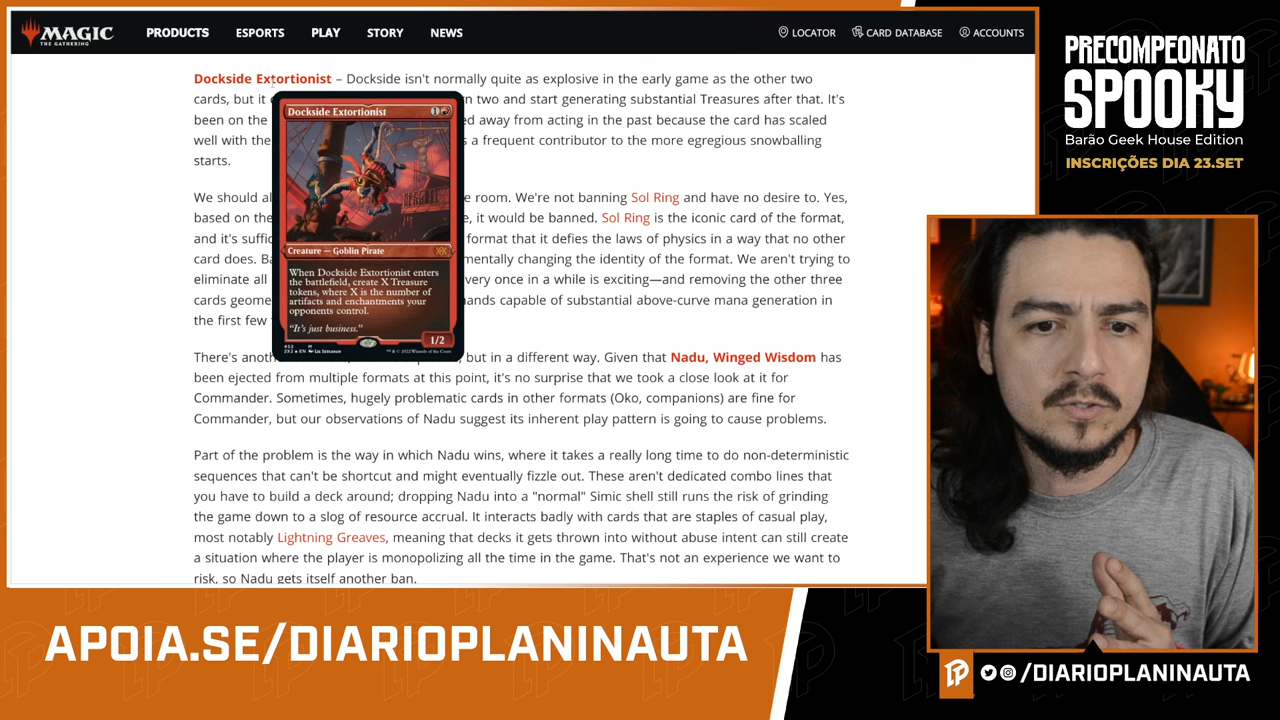 MAGIC
THE GATHERING
PRODUCTS ESPORTS PLAY STORY NEWS
LOCATOR CARD DATABASE ACCOUNTS
Dockside Extortionist – Dockside isn't normally quite as explosive in the early game as the other two
cards, but it
n two and start generating substantial Treasures after that. It's
been on the
ed away from acting in the past because the card has scaled
well with the
s a frequent contributor to the more egregious snowballing
starts.
Dockside Extortionist 1
Creature — Goblin Pirate
When Dockside Extortionist enters
the battlefield, create X Treasure
tokens, where X is the number of
artifacts and enchantments your
opponents control.
"It's just business."
1/2
We should al
e room. We're not banning Sol Ring and have no desire to. Yes,
based on the
e, it would be banned. Sol Ring is the iconic card of the format,
and it's suffic
format that it defies the laws of physics in a way that no other
card does. Ba
mentally changing the identity of the format. We aren't trying to
eliminate all
very once in a while is exciting—and removing the other three
cards geome
ands capable of substantial above-curve mana generation in
the first few
There's anoth
, but in a different way. Given that Nadu, Winged Wisdom has
been ejected from multiple formats at this point, it's no surprise that we took a close look at it for
Commander. Sometimes, hugely problematic cards in other formats (Oko, companions) are fine for
Commander, but our observations of Nadu suggest its inherent play pattern is going to cause problems.
Part of the problem is the way in which Nadu wins, where it takes a really long time to do non-deterministic
sequences that can't be shortcut and might eventually fizzle out. These aren't dedicated combo lines that
you have to build a deck around; dropping Nadu into a "normal" Simic shell still runs the risk of grinding
the game down to a slog of resource accrual. It interacts badly with cards that are staples of casual play,
most notably Lightning Greaves, meaning that decks it gets thrown into without abuse intent can still create
a situation where the player is monopolizing all the time in the game. That's not an experience we want to
risk, so Nadu gets itself another ban.
PRECOMPEONATO
SPOOKY
Barão Geek House Edition
INSCRIÇÕES DIA 23.SET
APOIA.SE/DIARIOPLANINAUTA
/DIARIOPLANINAUTA